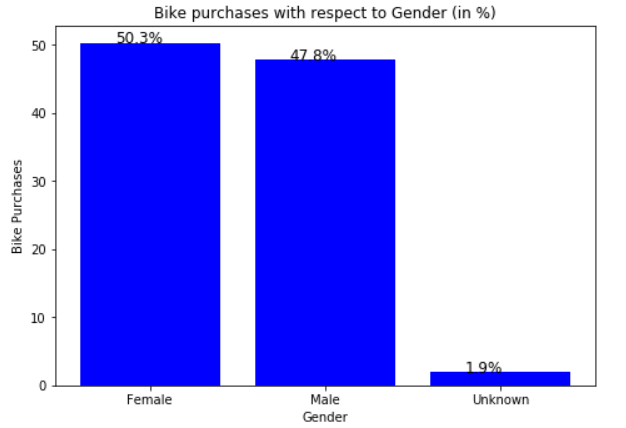 Bike purchases with respect to Gender (in %)
50.3%
47.8%
1.9%
50
40
30
20
10
0
Bike Purchases
Female
Male
Unknown
Gender